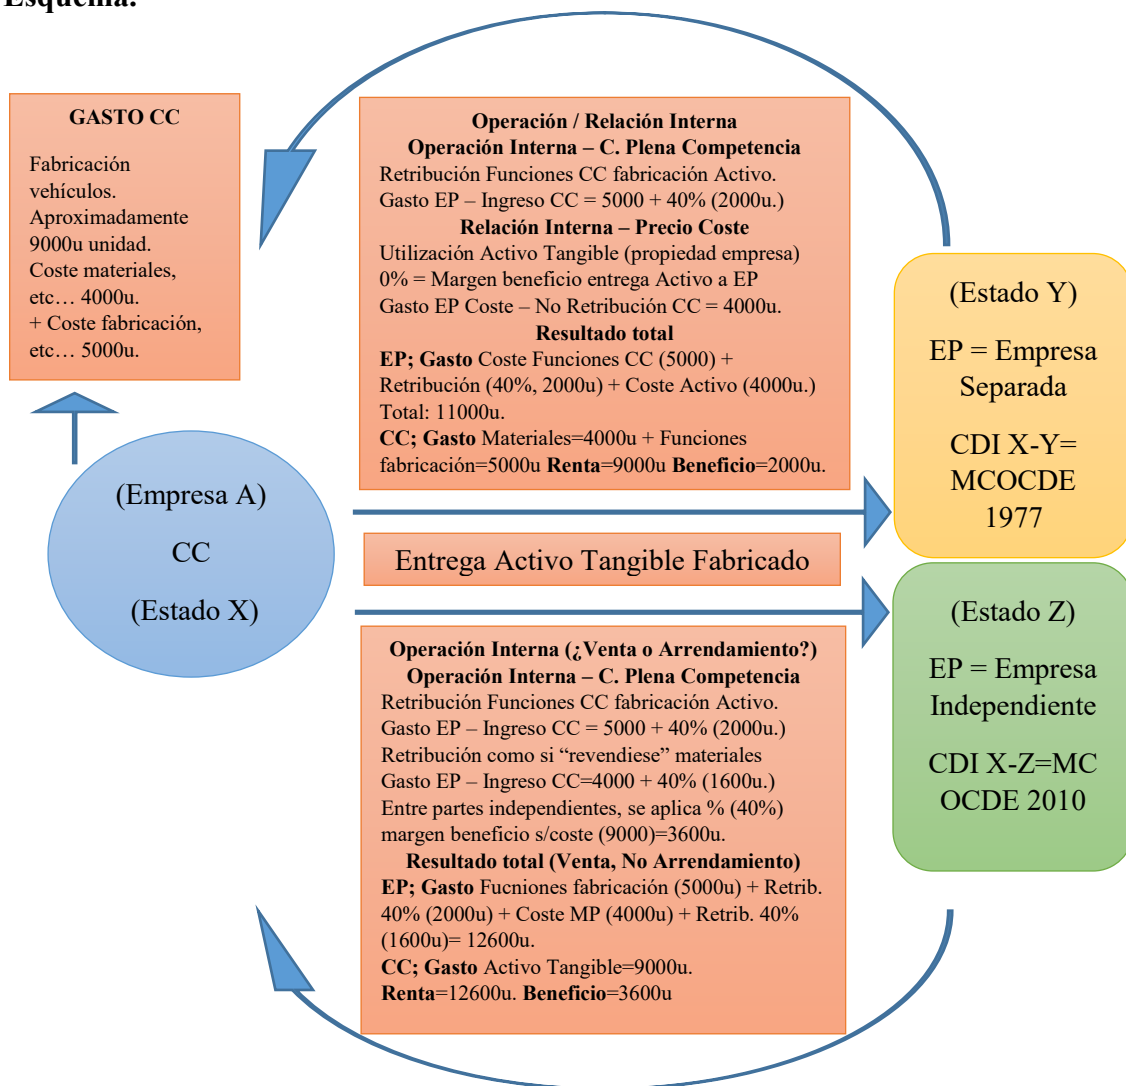 Esquema.
GASTO CC
Fabricación
vehículos.
Aproximadamente
9000u unidad.
Coste materiales,
etc… 4000u.
+ Coste fabricación,
etc… 5000u.
Operación / Relación Interna
Operación Interna – C. Plena Competencia
Retribución Funciones CC fabricación Activo.
Gasto EP – Ingreso CC = 5000 + 40% (2000u.)
Relación Interna – Precio Coste
Utilización Activo Tangible (propiedad empresa)
0% = Margen beneficio entrega Activo a EP
Gasto EP Coste – No Retribución CC = 4000u.
Resultado total
EP; Gasto Coste Funciones CC (5000) +
Retribución (40%, 2000u) + Coste Activo (4000u.)
Total: 11000u.
CC; Gasto Materiales=4000u + Funciones
fabricación=5000u Renta=9000u Beneficio=2000u.
(Estado Y)
EP = Empresa
Separada
CDI X-Y=
MCOCDE
1977
(Empresa A)
CC
(Estado X)
Entrega Activo Tangible Fabricado
(Estado Z)
EP = Empresa
Independiente
CDI X-Z=MC
OCDE 2010
Operación Interna (¿Venta o Arrendamiento?)
Operación Interna – C. Plena Competencia
Retribución Funciones CC fabricación Activo.
Gasto EP – Ingreso CC = 5000 + 40% (2000u.)
Retribución como si “revendiese” materiales
Gasto EP – Ingreso CC=4000 + 40% (1600u.)
Entre partes independientes, se aplica % (40%)
margen beneficio s/coste (9000)=3600u.
Resultado total (Venta, No Arrendamiento)
EP; Gasto Fucniones fabricación (5000u) + Retrib.
40% (2000u) + Coste MP (4000u) + Retrib. 40%
(1600u)= 12600u.
CC; Gasto Activo Tangible=9000u.
Renta=12600u. Beneficio=3600u